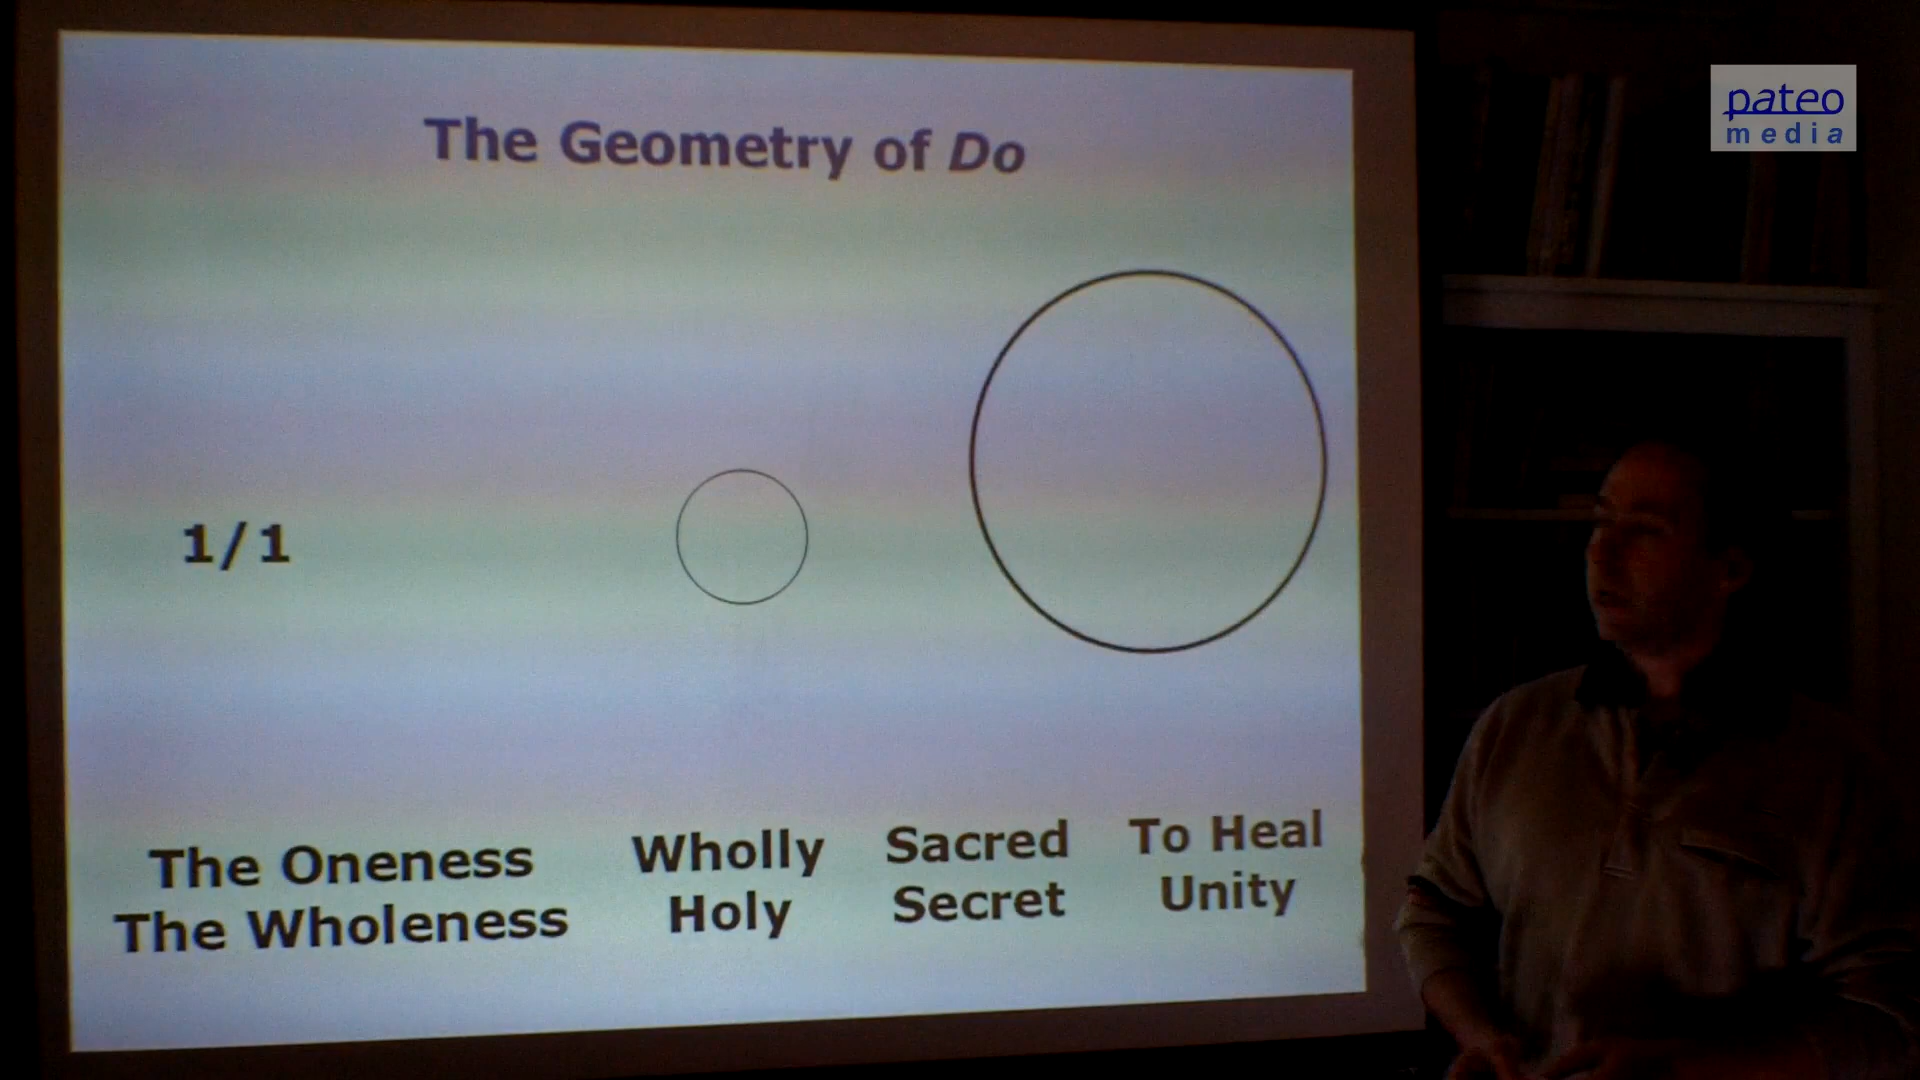 The Geometry of Do
1/1
The Oneness
The Wholeness
Wholly
Holy
Sacred
Secret
To Heal
Unity
pateo
media